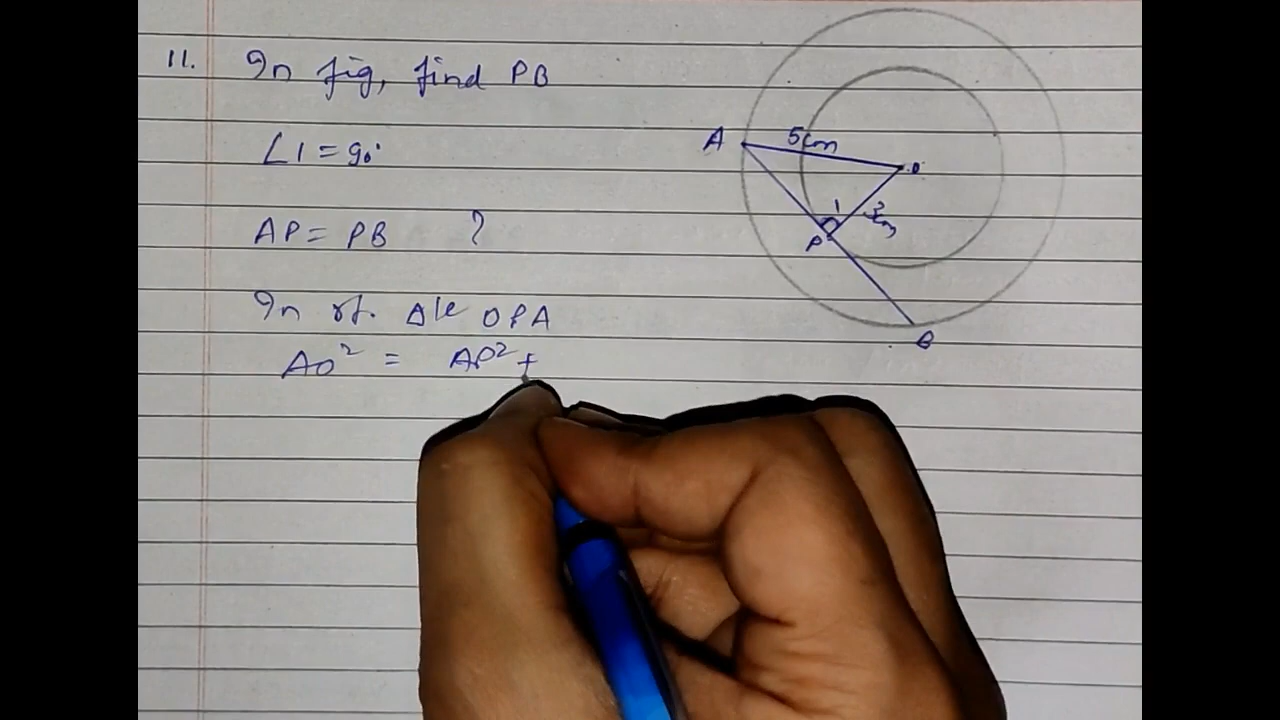 11. In fig, find PB
∠1 = 90°
AP = PB ?
In rt. Δle OPA
AO² = AP² +
A
5cm
O
1
3cm
P
B